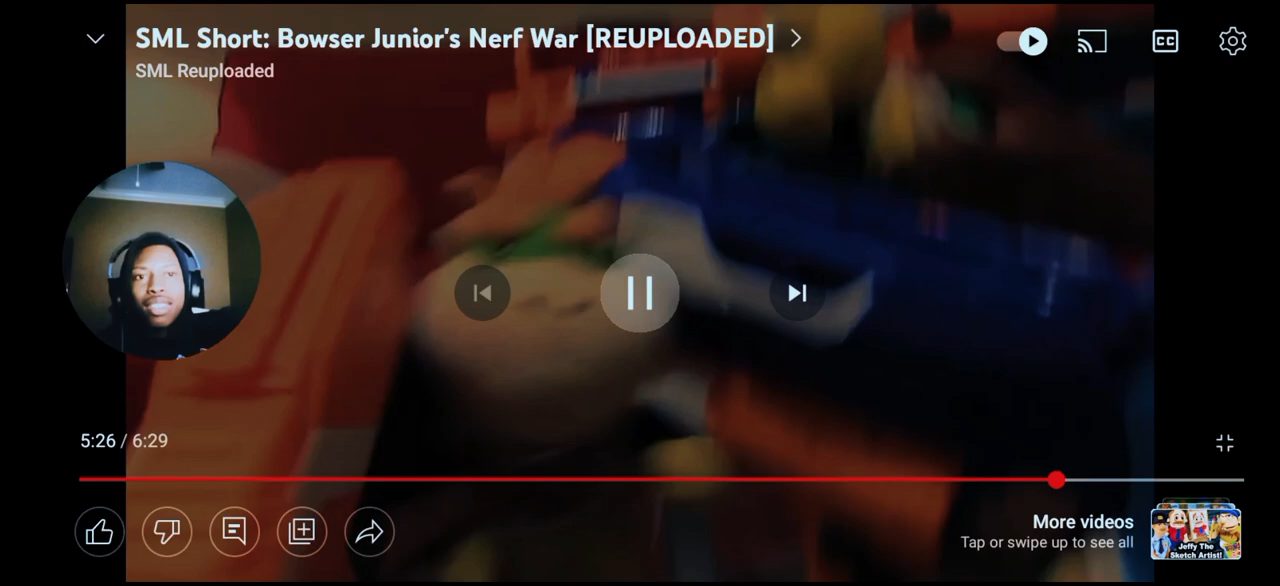 SML Short: Bowser Junior's Nerf War [REUPLOADED]
SML Reuploaded
CC
5:26 / 6:29
More videos
Tap or swipe up to see all
Jeffy The
Sketch Artist!